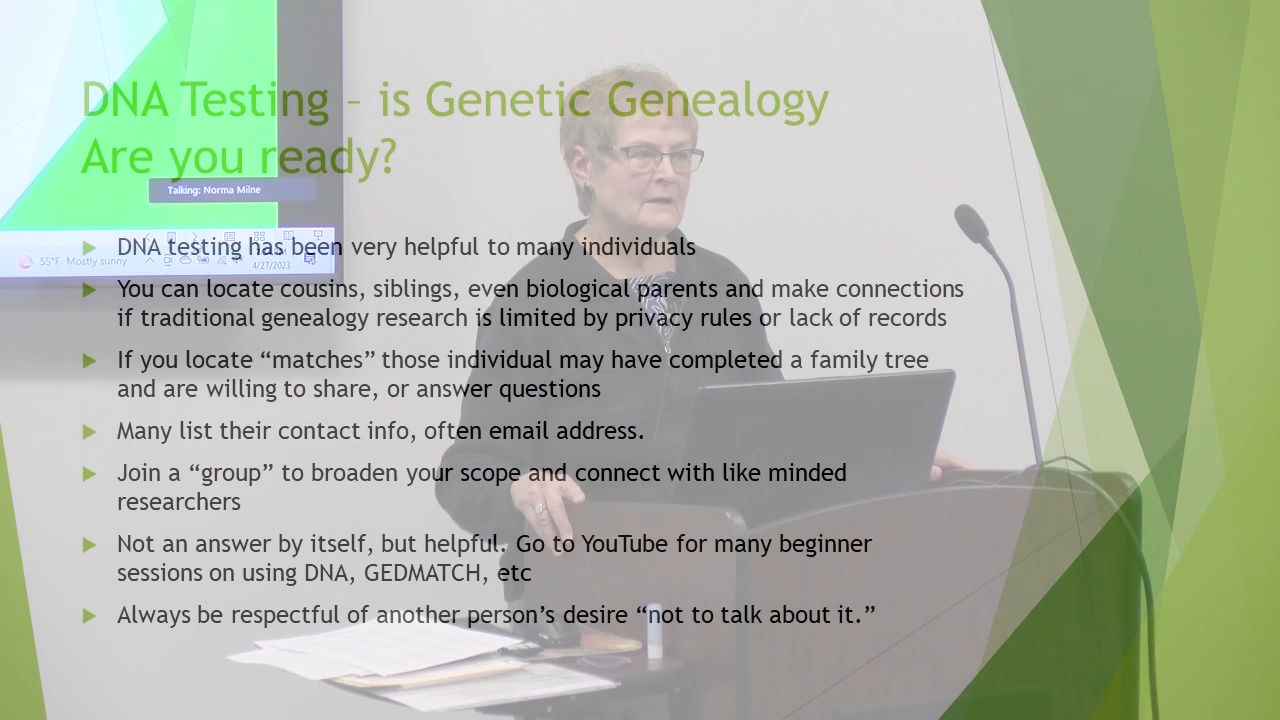 DNA Testing – is Genetic Genealogy
Are you ready?
Talking: Norma Milne
DNA testing has been very helpful to many individuals
55°F Mostly sunny
4/27/2023
You can locate cousins, siblings, even biological parents and make connections
if traditional genealogy research is limited by privacy rules or lack of records
If you locate “matches” those individual may have completed a family tree
and are willing to share, or answer questions
Many list their contact info, often email address.
Join a “group” to broaden your scope and connect with like minded
researchers
Not an answer by itself, but helpful. Go to YouTube for many beginner
sessions on using DNA, GEDMATCH, etc
Always be respectful of another person’s desire “not to talk about it.”